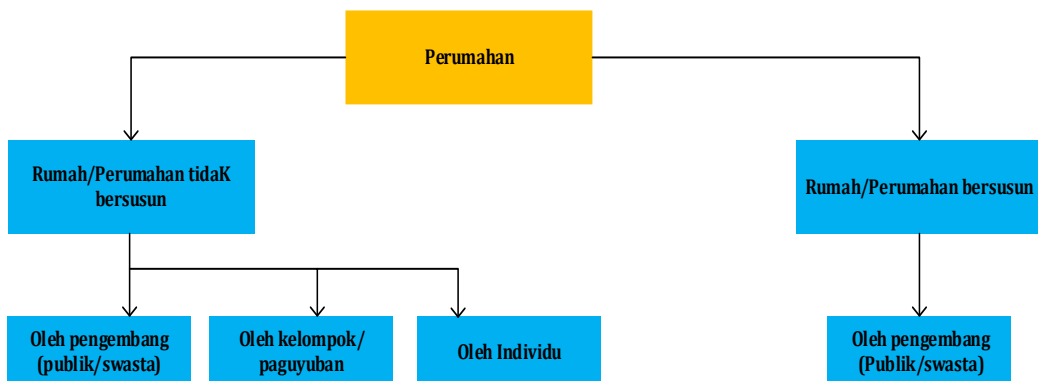 Perumahan
Rumah/Perumahan tidaK
bersusun
Rumah/Perumahan bersusun
Oleh pengembang
(publik/swasta)
Oleh kelompok/
paguyuban
Oleh Individu
Oleh pengembang
(Publik/swasta)